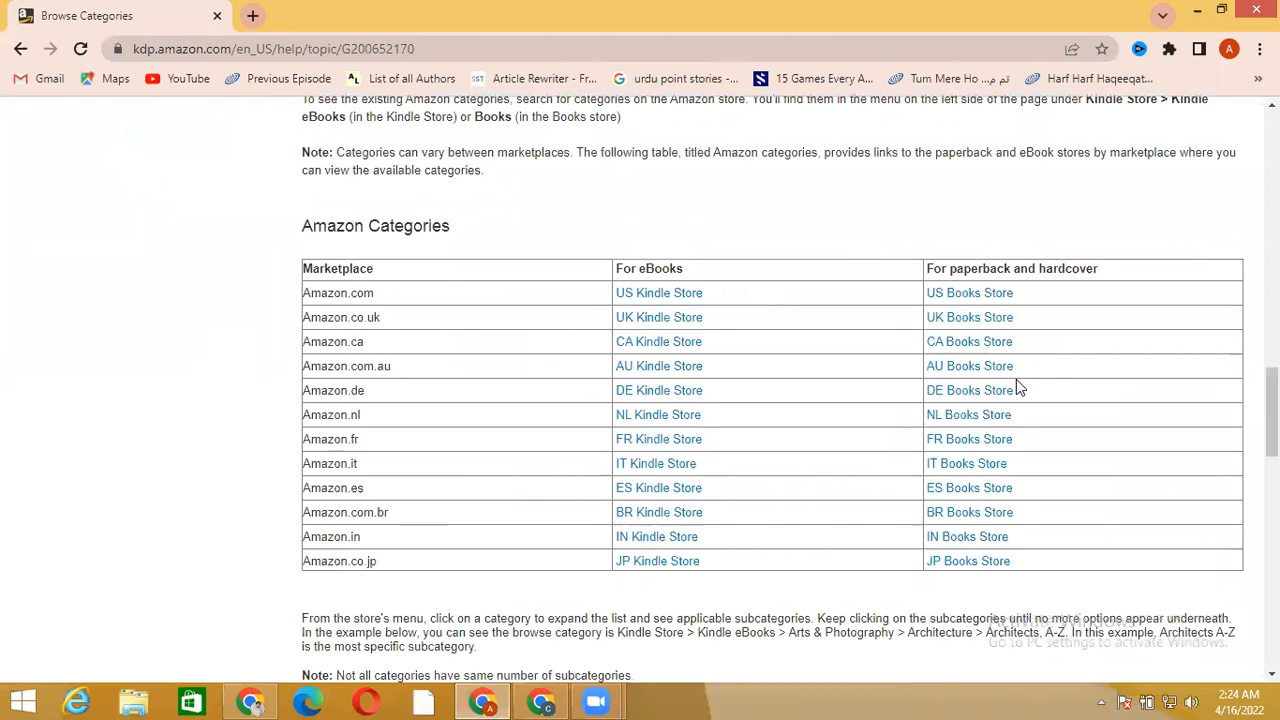 Browse Categories
kdp.amazon.com/en_US/help/topic/G200652170
A
Gmail Maps YouTube Previous Episode List of all Authors Article Rewriter - Fr... urdu point stories -... 15 Games Every A... Tum Mere Ho ... تم م Harf Harf Haqeeqat...
To see the existing Amazon categories, search for categories on the Amazon store. You'll find them in the menu on the left side of the page under Kindle Store > Kindle
eBooks (in the Kindle Store) or Books (in the Books store)
Note: Categories can vary between marketplaces. The following table, titled Amazon categories, provides links to the paperback and eBook stores by marketplace where you
can view the available categories.
Amazon Categories
Marketplace For eBooks For paperback and hardcover
Amazon.com US Kindle Store US Books Store
Amazon.co.uk UK Kindle Store UK Books Store
Amazon.ca CA Kindle Store CA Books Store
Amazon.com.au AU Kindle Store AU Books Store
Amazon.de DE Kindle Store DE Books Store
Amazon.nl NL Kindle Store NL Books Store
Amazon.fr FR Kindle Store FR Books Store
Amazon.it IT Kindle Store IT Books Store
Amazon.es ES Kindle Store ES Books Store
Amazon.com.br BR Kindle Store BR Books Store
Amazon.in IN Kindle Store IN Books Store
Amazon.co.jp JP Kindle Store JP Books Store
From the store's menu, click on a category to expand the list and see applicable subcategories. Keep clicking on the subcategories until no more options appear underneath.
In the example below, you can see the browse category is Kindle Store > Kindle eBooks > Arts & Photography > Architecture > Architects, A-Z. In this example, Architects A-Z
is the most specific subcategory.
Activate Windows
Go to PC settings to activate Windows.
Note: Not all categories have same number of subcategories.
2:24 AM
4/16/2022